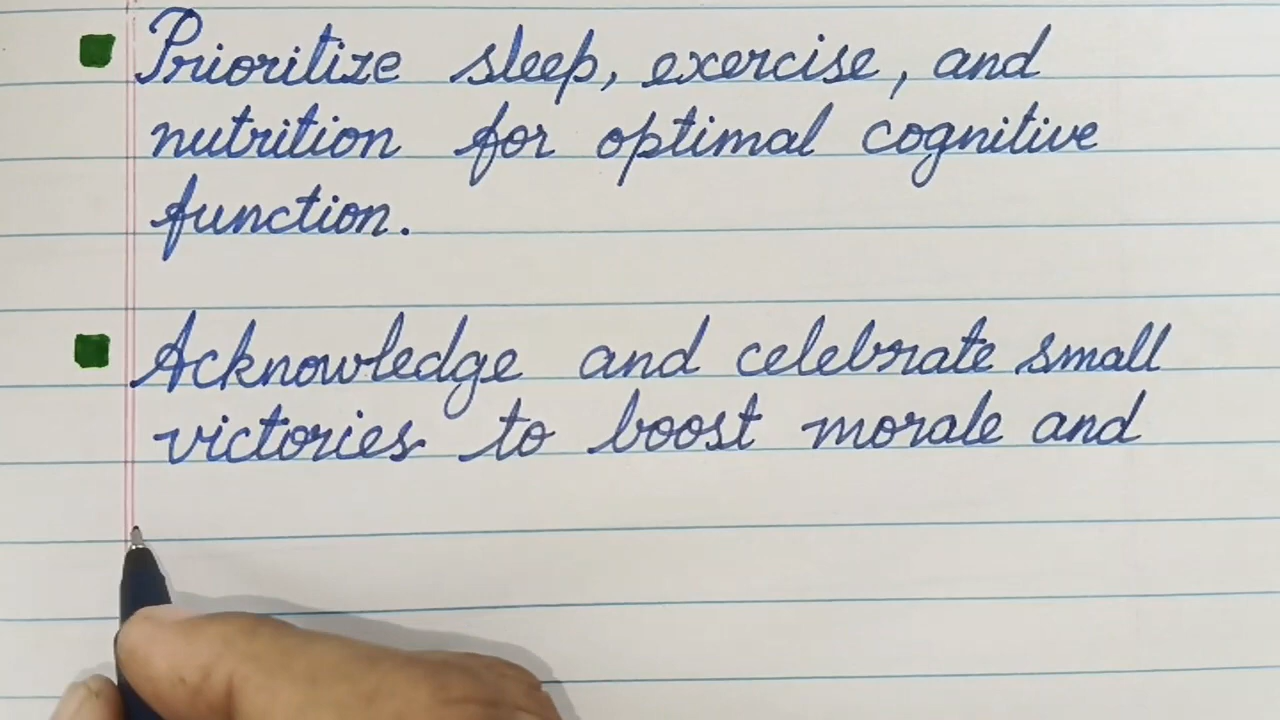 Prioritize sleep, exercise, and
nutrition for optimal cognitive
function.
Acknowledge and celebrate small
victories to boost morale and